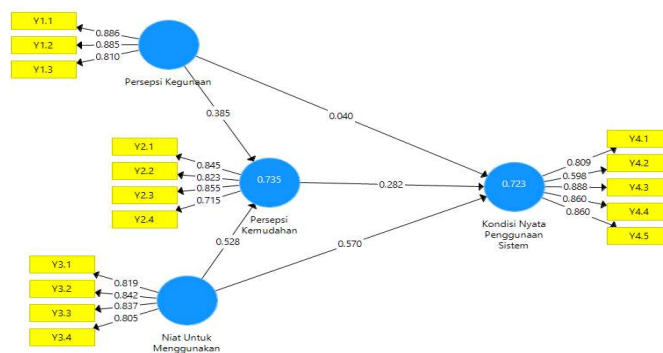 Y1.1
Y1.2
Y1.3
0.886
0.885
0.810
Persepsi Kegunaan
0.385
0.040
Y2.1
Y2.2
Y2.3
Y2.4
0.845
0.823
0.855
0.715
0.735
Persepsi
Kemudahan
0.282
0.723
Kondisi Nyata
Penggunaan
Sistem
0.809
0.598
0.888
0.860
0.860
Y4.1
Y4.2
Y4.3
Y4.4
Y4.5
0.528
0.570
Y3.1
Y3.2
Y3.3
Y3.4
0.819
0.842
0.837
0.805
Niat Untuk
Menggunakan